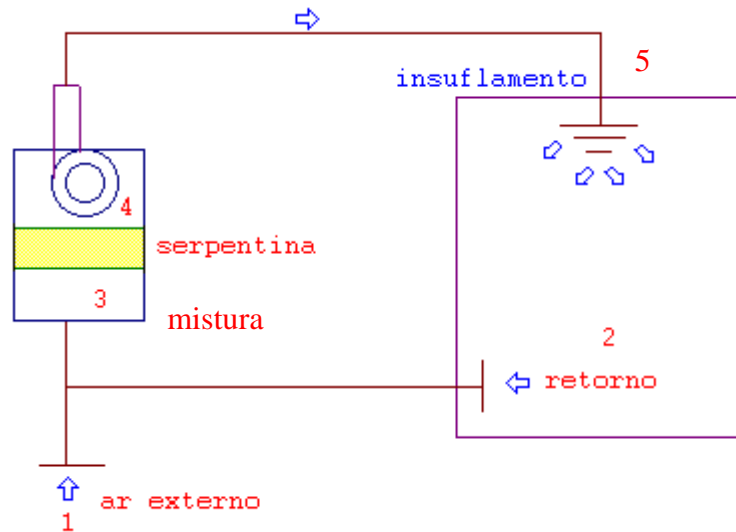 5
insuflamento
4
serpentina
3
mistura
2
retorno
ar externo
1